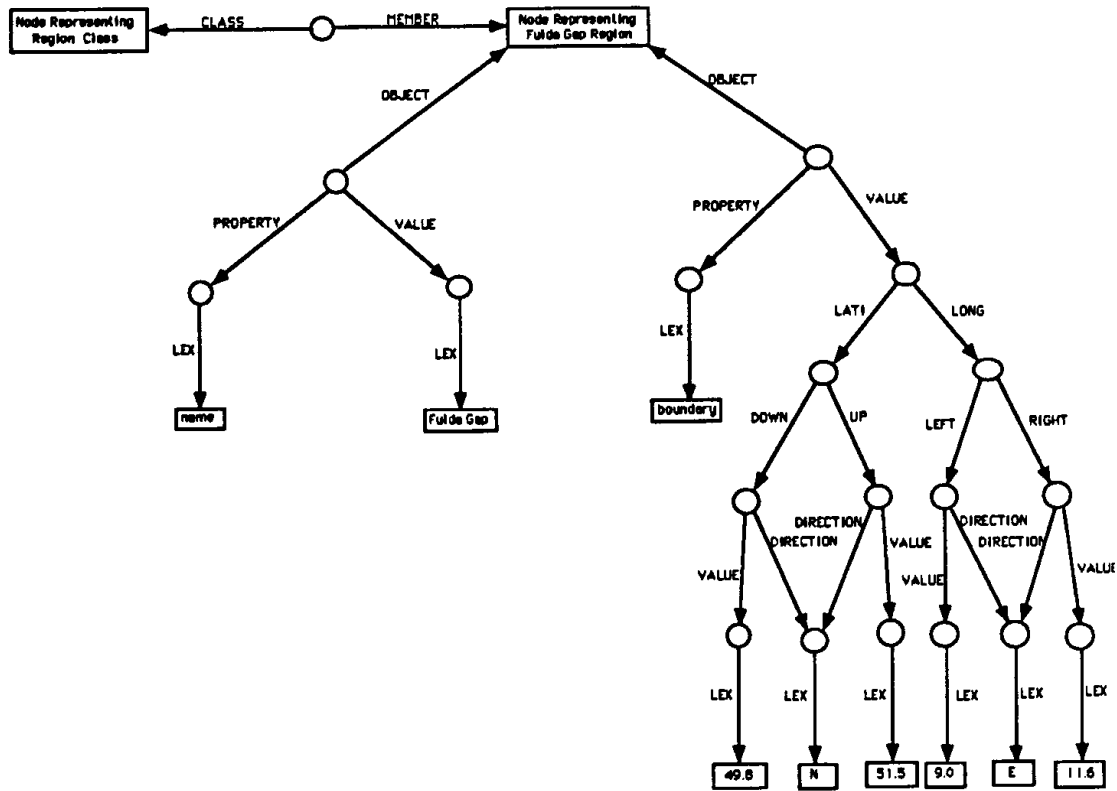 Node Representing
Region Class
CLASS
MEMBER
Node Representing
Fulda Gap Region
OBJECT
OBJECT
PROPERTY
VALUE
PROPERTY
VALUE
LATI
LONG
LEX
LEX
LEX
name
Fulda Gap
boundary
DOWN
UP
LEFT
RIGHT
DIRECTION
DIRECTION
DIRECTION
DIRECTION
VALUE
VALUE
VALUE
VALUE
LEX
LEX
LEX
LEX
LEX
LEX
49.8
N
51.5
9.0
E
11.6